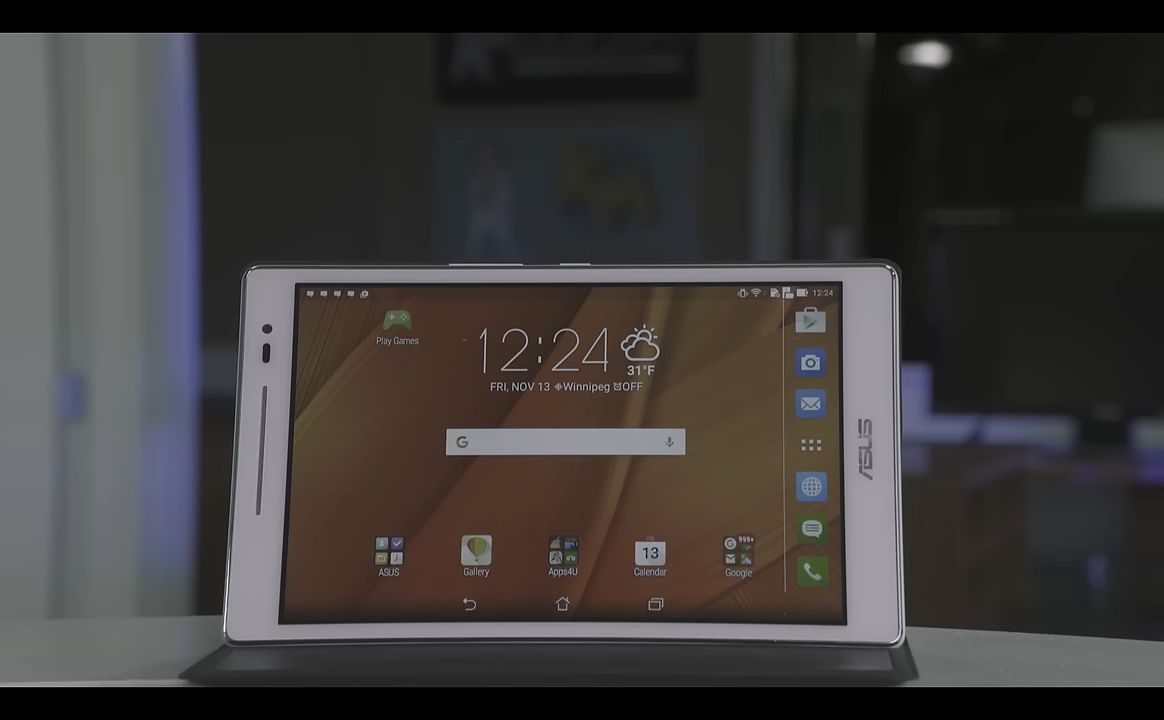 12:24
Play Games
12:24
31°F
FRI, NOV 13 Winnipeg OFF
G
ASUS
13
999+
ASUS
Gallery
Apps4U
Calendar
Google